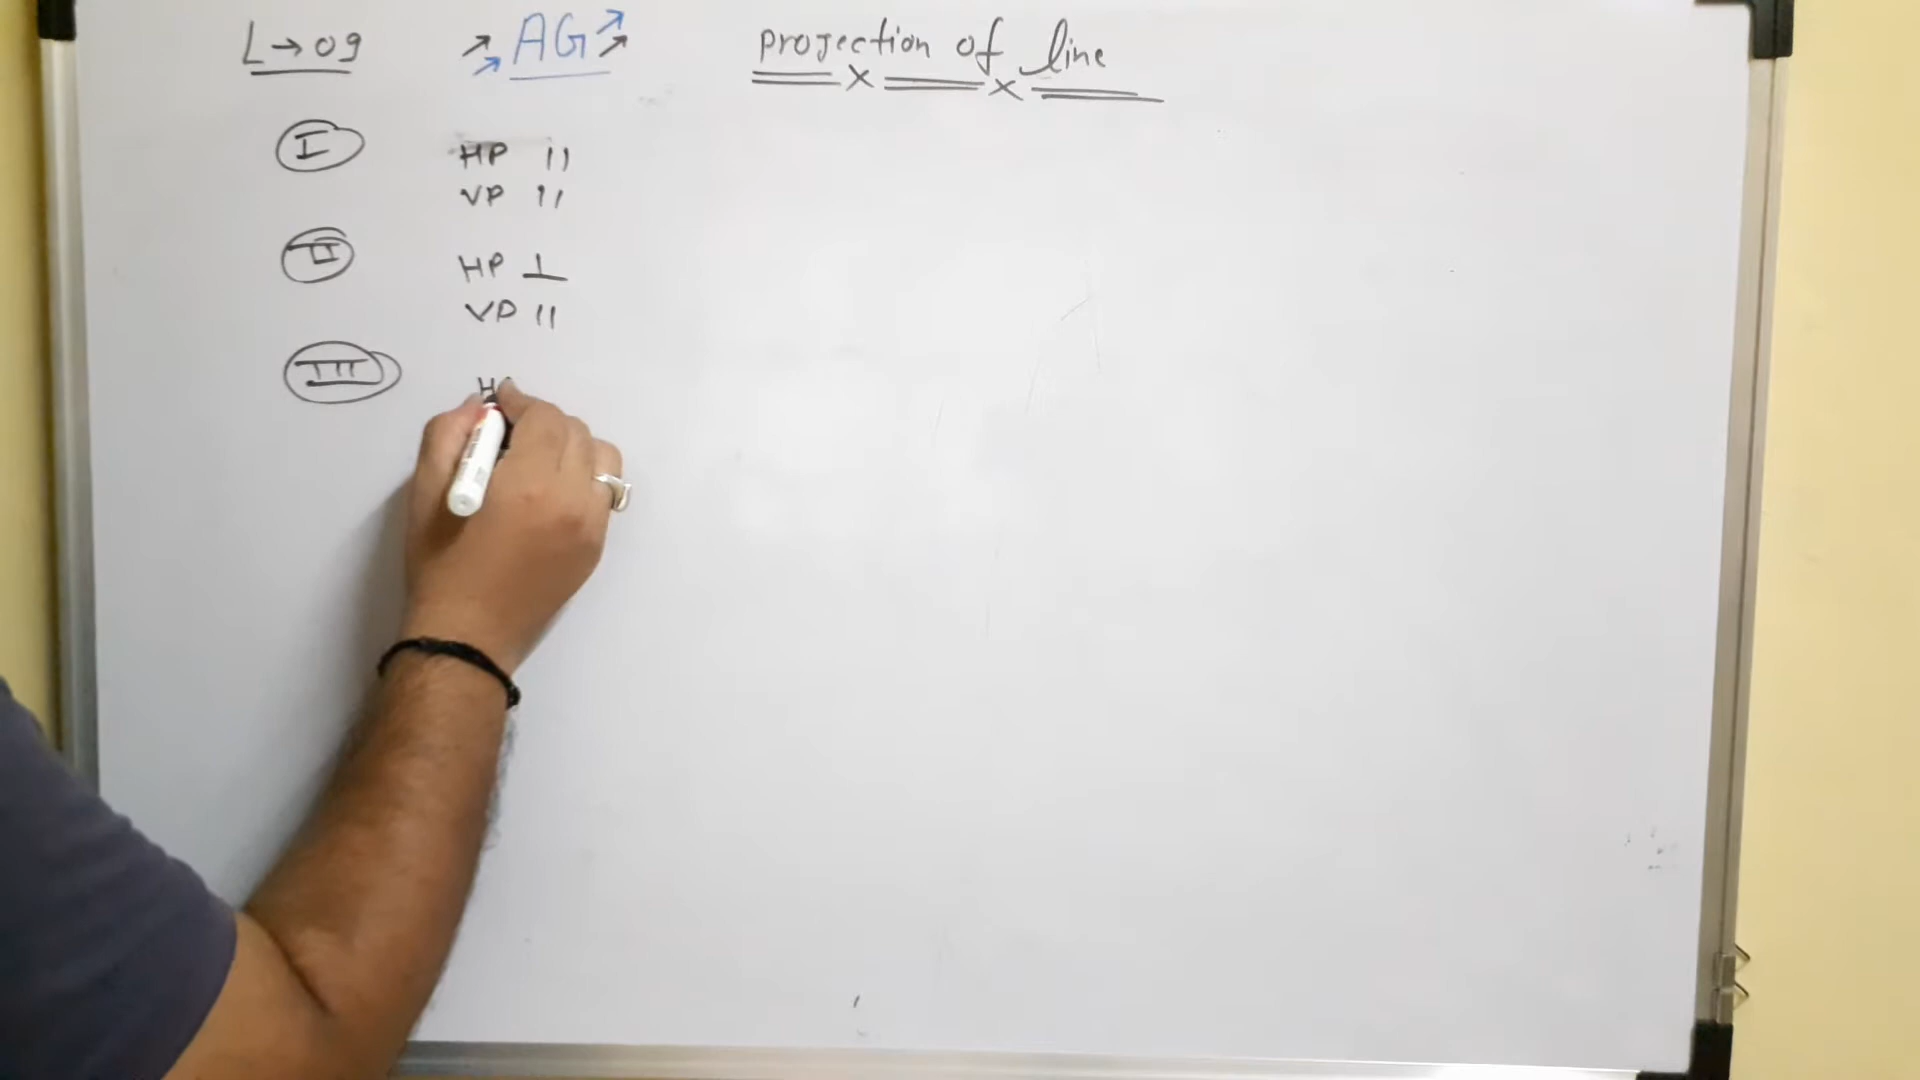 L→09 AG projection of line
I HP ||
VP ||
II HP ⊥
VP ||
III H